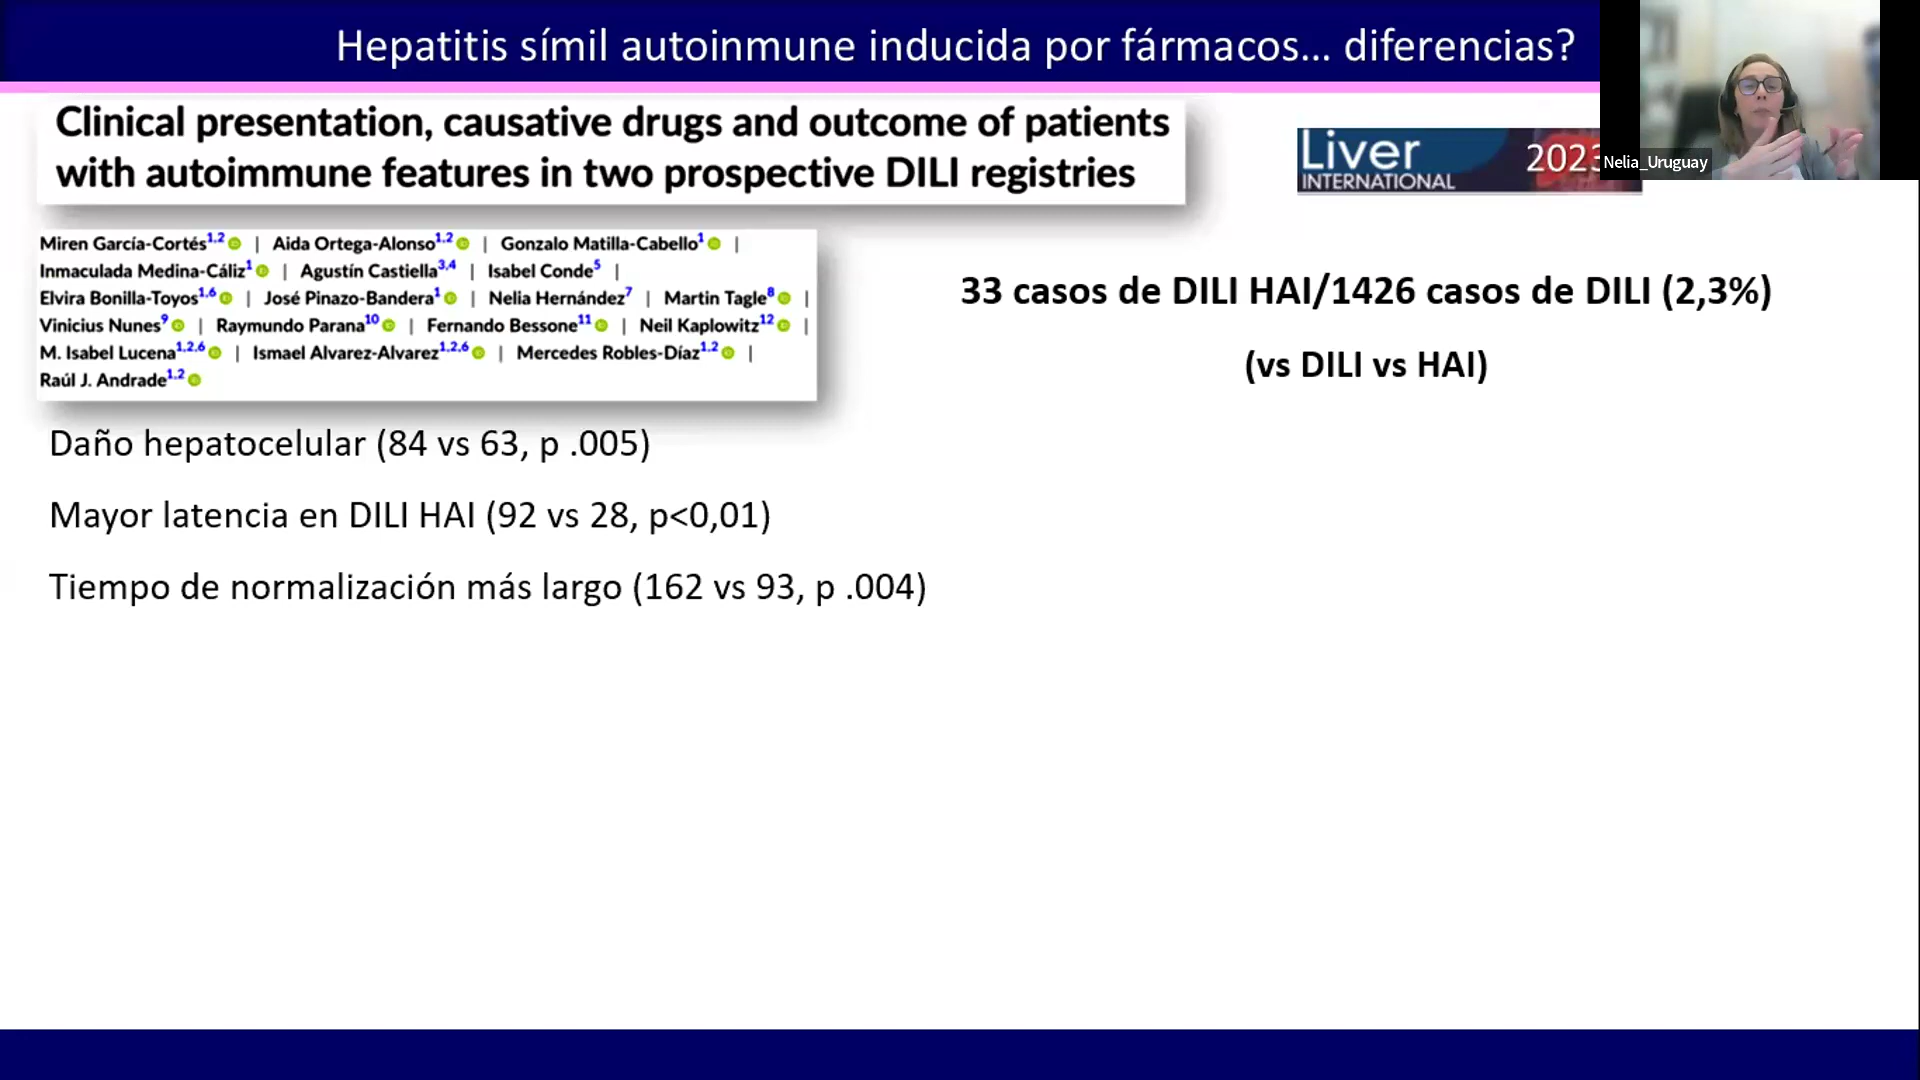 Hepatitis símil autoinmune inducida por fármacos... diferencias?
Clinical presentation, causative drugs and outcome of patients
with autoimmune features in two prospective DILI registries
Liver
INTERNATIONAL
2023
Nelia_Uruguay
Miren García-Cortés1,2 | Aida Ortega-Alonso1,2 | Gonzalo Matilla-Cabello1 |
Inmaculada Medina-Cáliz1 | Agustín Castiella3,4 | Isabel Conde5 |
Elvira Bonilla-Toyos1,6 | José Pinazo-Bandera1 | Nelia Hernández7 | Martin Tagle8 |
Vinicius Nunes9 | Raymundo Parana10 | Fernando Bessone11 | Neil Kaplowitz12 |
M. Isabel Lucena1,2,6 | Ismael Alvarez-Alvarez1,2,6 | Mercedes Robles-Díaz1,2 |
Raúl J. Andrade1,2
33 casos de DILI HAI/1426 casos de DILI (2,3%)
(vs DILI vs HAI)
Daño hepatocelular (84 vs 63, p .005)
Mayor latencia en DILI HAI (92 vs 28, p<0,01)
Tiempo de normalización más largo (162 vs 93, p .004)